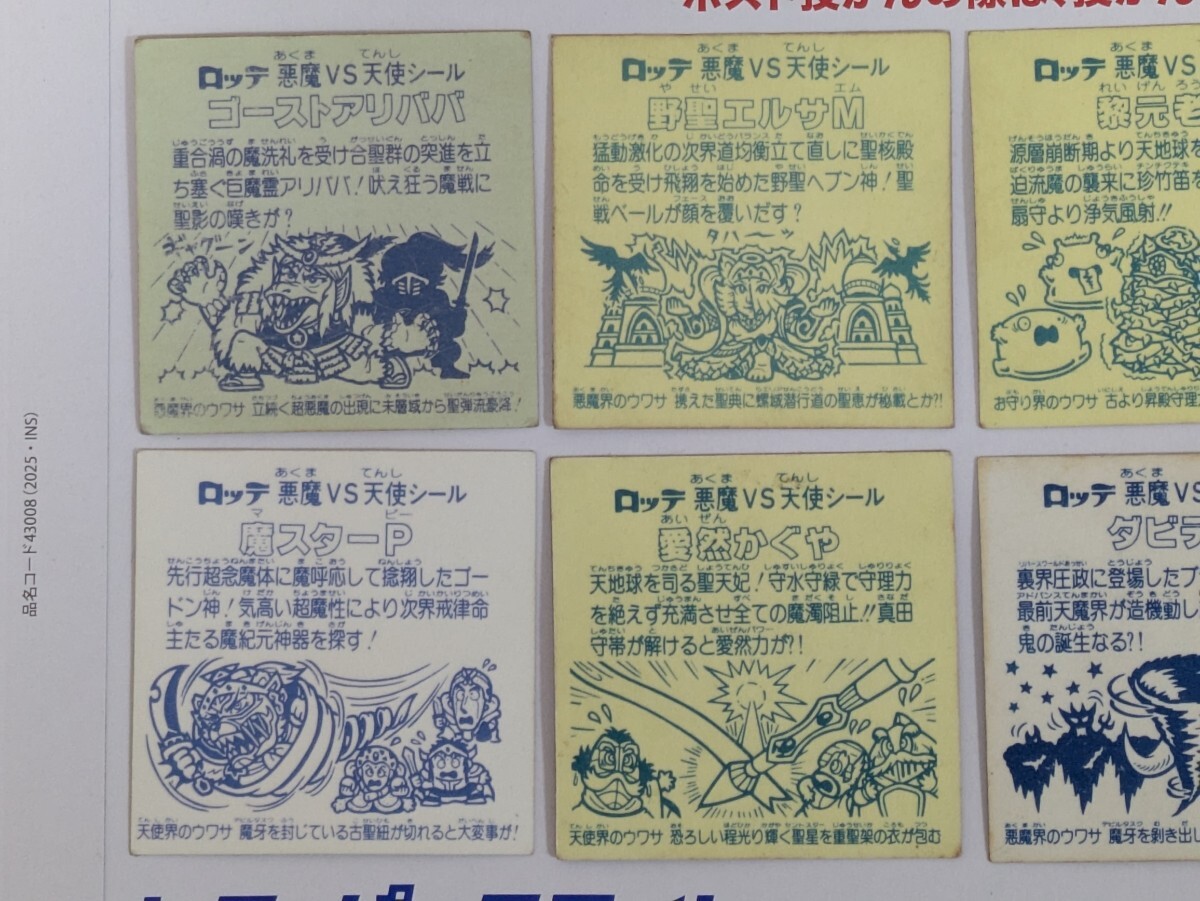 ロッテ 悪魔VS天使シール
ゴーストアリババ
重合渦の魔洗礼を受け合聖群の突進を立
ち塞ぐ巨魔霊アリババ!吠え狂う魔戦に
聖影の嘆きが?
ギャグーン
悪魔界のウワサ 立続く超悪魔の出現に未層域から聖弾流豪降!
ロッテ 悪魔VS天使シール
野聖エルサM
猛動激化の次界道均衡立て直しに聖核殿
命を受け飛翔を始めた野聖ヘブン神!聖
戦ベールが顔を覆いだす?
タハーッ
悪魔界のウワサ 携えた聖典に螺城潜行道の聖恵が秘載とか?!
ロッテ 悪魔VS
黎元老
源層崩断期より天地球を
迫流魔の襲来に珍竹笛を
扇守より浄気風射!!
お守り界のウワサ 古より昇殿守理
ロッテ 悪魔VS天使シール
魔スターP
先行超念魔体に魔呼応して捻翔したゴー
ドン神!気高い超魔性により次界戒律命
主たる魔紀元神器を探す!
天使界のウワサ 魔牙を封じている古聖紐が切れると大変事が!
ロッテ 悪魔VS天使シール
愛然かぐや
天地球を司る聖天妃!守水守緑で守理力
を絶えず充満させ全ての魔濁阻止!!真田
守帯が解けると愛然力が?!
天使界のウワサ 恐ろしい程光り輝く聖星を重聖架の衣が包む
ロッテ 悪魔VS
ダビデ
裏界圧政に登場したブ
最前天魔界が造機動し
鬼の誕生なる?!
悪魔界のウワサ 魔牙を剥き出し
品名コード43008(2025・INS)